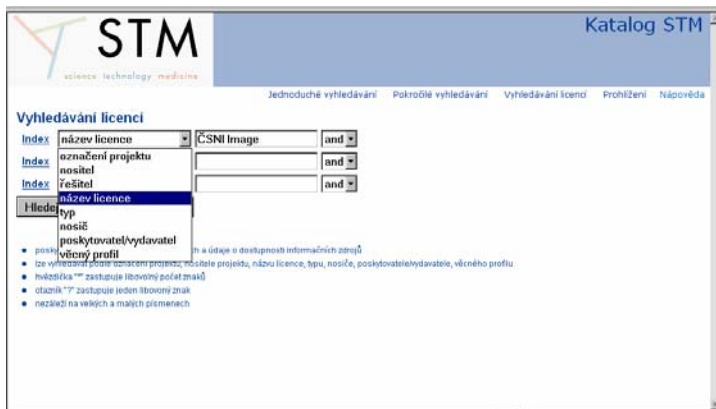 STM
science technology medicine
Katalog STM
Jednoduché vyhledávání Pokročilé vyhledávání Vyhledávání licencí Prohlížení Nápověda
Vyhledávání licencí
Index název licence ČSNI Image and
Index and
Index and
označení projektu
nositel
řešitel
název licence
typ
nosič
poskytovatel/vydavatel
věcný profil
Hlede
posky ch a údaje o dostupnosti informačních zdrojů
lze vyhledávat podle označení projektu, nositele projektu, názvu licence, typu, nosiče, poskytovatele/vydavatele, věcného profilu
hvězdička "*" zastupuje libovolný počet znaků
otazník "?" zastupuje jeden libovolný znak
nezáleží na velkých a malých písmenech